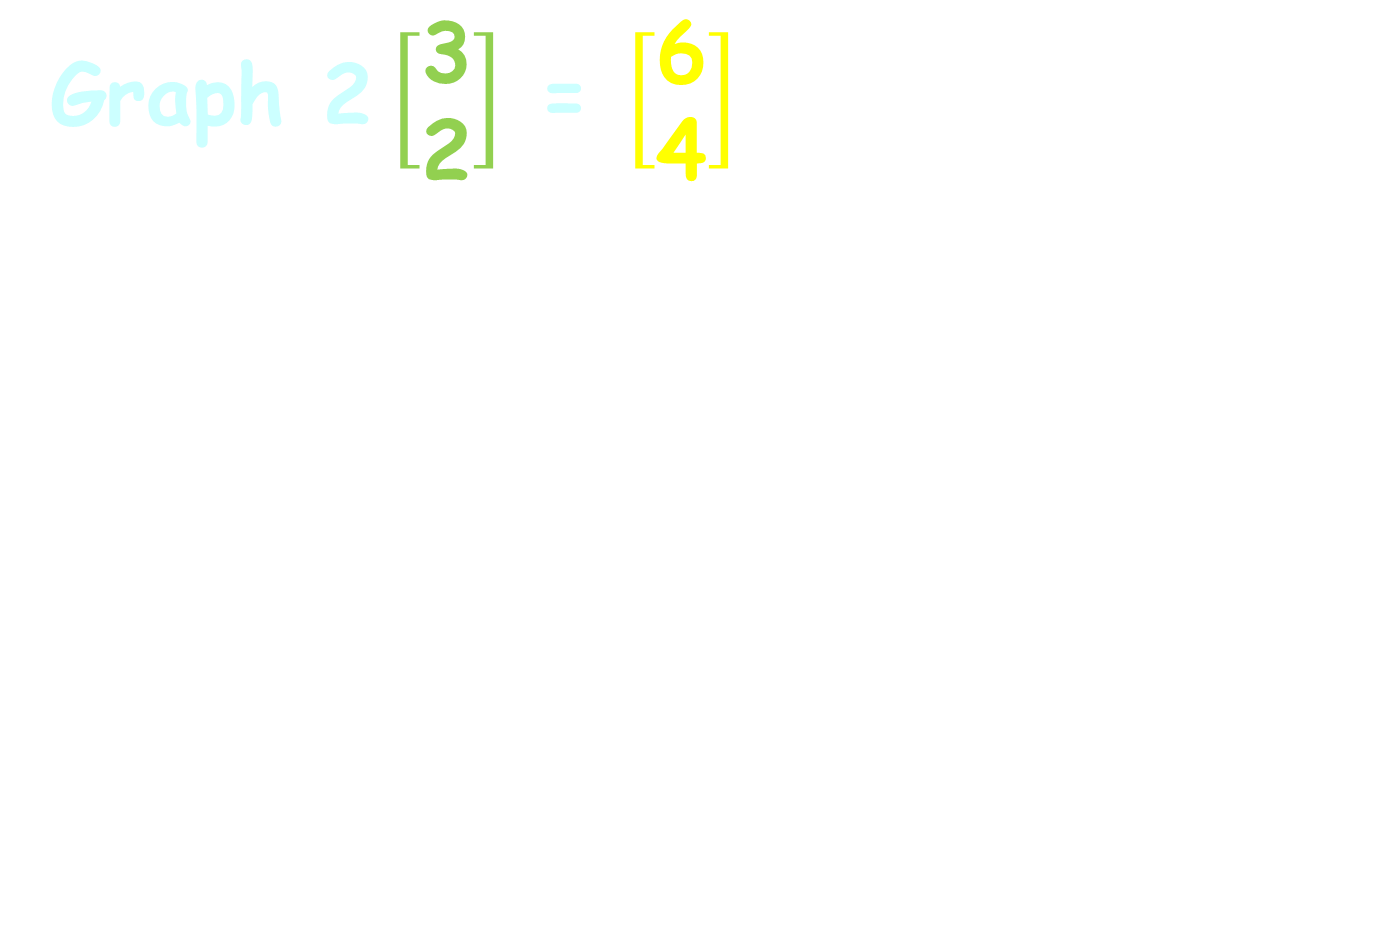 Graph 2 [3 2] = [6 4]